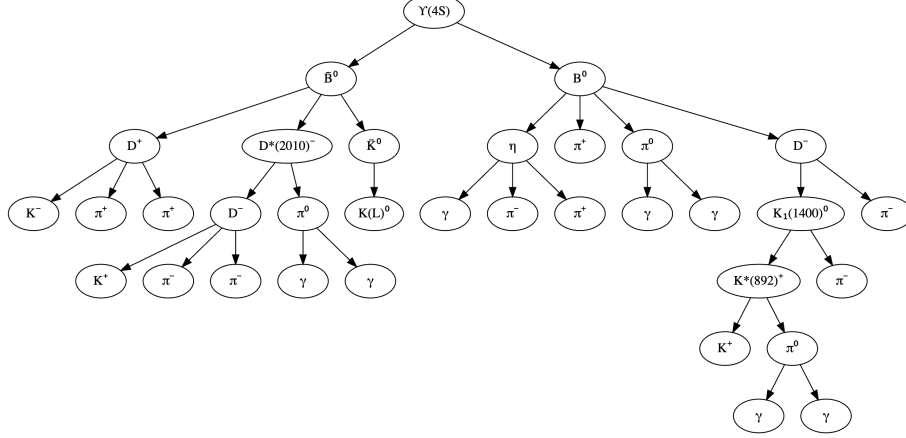 Υ(4S)
B̄⁰ B⁰
D⁺ D*(2010)⁻ K̄⁰ η π⁺ π⁰ D⁻
K⁻ π⁺ π⁺ D⁻ π⁰ K(L)⁰ γ π⁻ π⁺ γ γ K₁(1400)⁰ π⁻
K⁺ π⁻ π⁻ γ γ K*(892)⁺ π⁻
K⁺ π⁰
γ γ